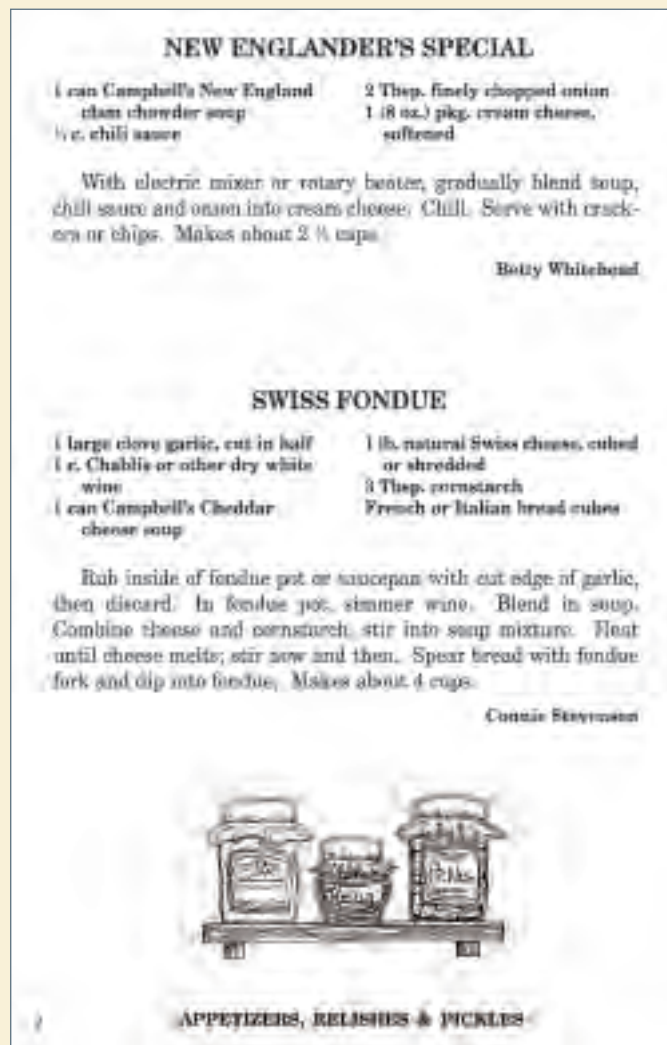 NEW ENGLANDER'S SPECIAL
1 can Campbell's New England
clam chowder soup
c. chili sauce
2 Tbsp. finely chopped onion
1 (8 oz.) pkg. cream cheese,
softened
With electric mixer or rotary beater, gradually blend soup,
chili sauce and onion into cream cheese. Chill. Serve with crack-
ers or chips. Makes about 2 cups.
Betty Whitehead
SWISS FONDUE
1 large clove garlic, cut in half
1 c. Chablis or other dry white
wine
1 can Campbell's Cheddar
cheese soup
1 lb. natural Swiss cheese, cubed
or shredded
3 Tbsp. cornstarch
French or Italian bread cubes
Rub inside of fondue pot or saucepan with cut edge of garlic,
then discard. In fondue pot, simmer wine. Blend in soup.
Combine cheese and cornstarch, stir into soup mixture. Heat
until cheese melts; stir now and then. Spear bread with fondue
fork and dip into fondue. Makes about 4 cups.
Connie Stevenson
APPETIZERS, RELISHES & PICKLES